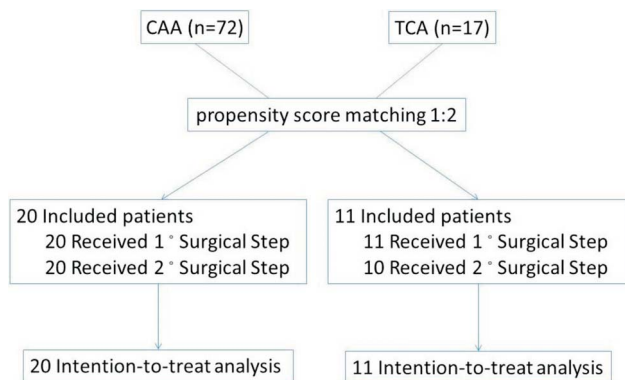 CAA (n=72)
TCA (n=17)
propensity score matching 1:2
20 Included patients
20 Received 1° Surgical Step
20 Received 2° Surgical Step
11 Included patients
11 Received 1° Surgical Step
10 Received 2° Surgical Step
20 Intention-to-treat analysis
11 Intention-to-treat analysis